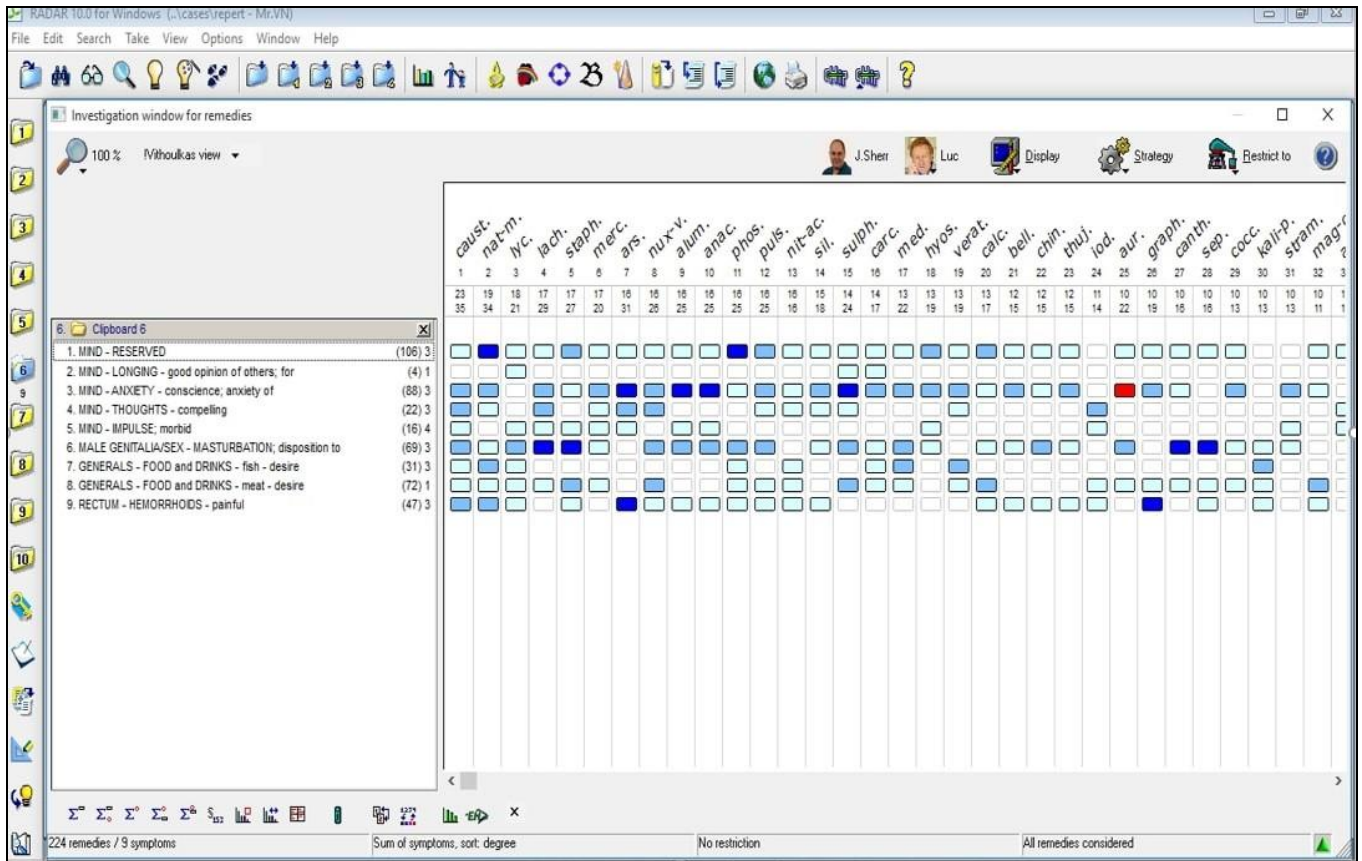 RADAR 10.0 for Windows (..\cases\repert - Mr.VN)
File Edit Search Take View Options Window Help
Investigation window for remedies
100 % !Vithoulkas view J.Sherr Luc Display Strategy Restrict to
caust. nat-m. lyc. lach. staph. merc. ars. nux-v. alum. anac. phos. puls. nit-ac. sil. sulph. carc. med. hyos. verat. calc. bell. chin. thuj. iod. aur. graph. canth. sep. cocc. kali-p. stram.
1 2 3 4 5 6 7 8 9 10 11 12 13 14 15 16 17 18 19 20 21 22 23 24 25 26 27 28 29 30 31 32
23 19 18 17 17 17 16 16 16 16 16 16 16 15 14 14 13 13 13 13 12 12 12 11 10 10 10 10 10 10 10 10
35 34 21 29 27 20 31 26 25 25 25 25 16 18 24 17 22 19 19 17 15 15 15 14 22 19 16 16 13 13 13 11
6. Clipboard 6
1. MIND - RESERVED (106) 3
2. MIND - LONGING - good opinion of others; for (4) 1
3. MIND - ANXIETY - conscience; anxiety of (88) 3
4. MIND - THOUGHTS - compelling (22) 3
5. MIND - IMPULSE; morbid (16) 4
6. MALE GENITALIA/SEX - MASTURBATION; disposition to (69) 3
7. GENERALS - FOOD and DRINKS - fish - desire (31) 3
8. GENERALS - FOOD and DRINKS - meat - desire (72) 1
9. RECTUM - HEMORRHOIDS - painful (47) 3
1
2
3
4
5
6
9
7
8
9
10
224 remedies / 9 symptoms Sum of symptoms, sort: degree No restriction All remedies considered